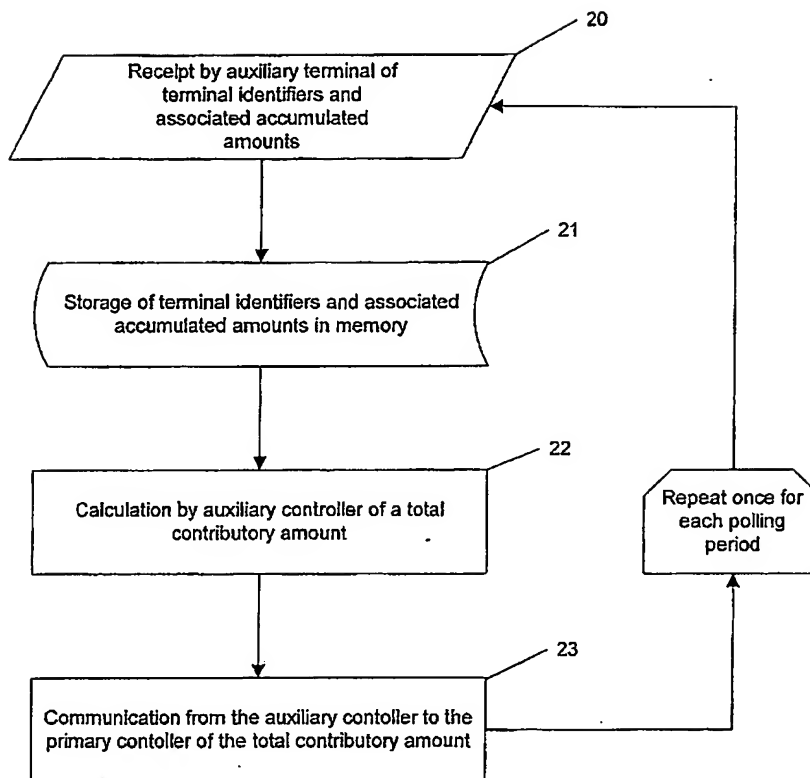 20
Receipt by auxiliary terminal of
terminal identifiers and
associated accumulated
amounts
21
Storage of terminal identifiers and associated
accumulated amounts in memory
22
Calculation by auxiliary controller of a total
contributory amount
Repeat once for
each polling
period
23
Communication from the auxiliary contoller to the
primary contoller of the total contributory amount